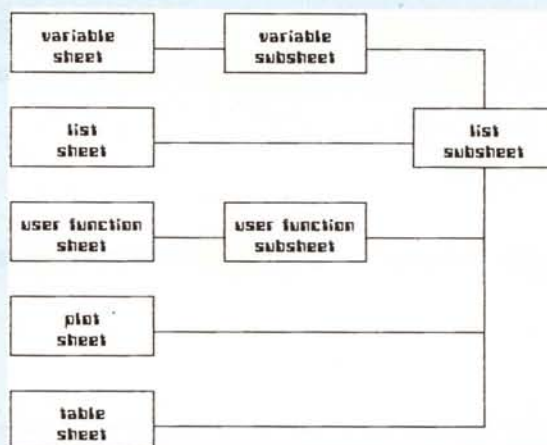 variable
sheet
variable
subsheet
list
sheet
list
subsheet
user function
sheet
user function
subsheet
plot
sheet
table
sheet